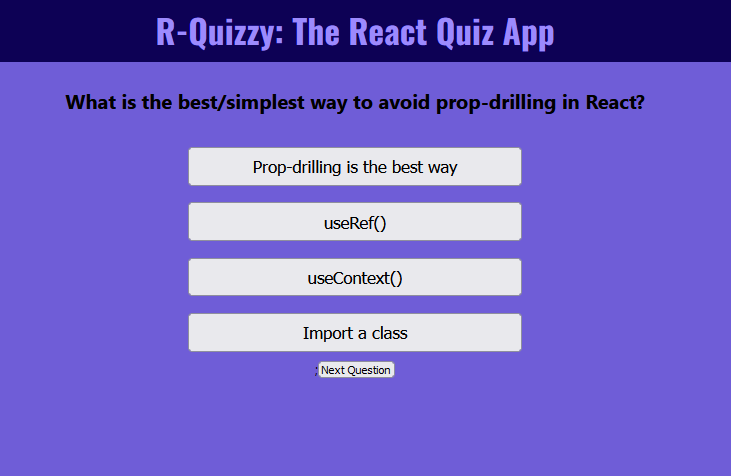 R-Quizzy: The React Quiz App
What is the best/simplest way to avoid prop-drilling in React?
Prop-drilling is the best way
useRef()
useContext()
Import a class
;Next Question